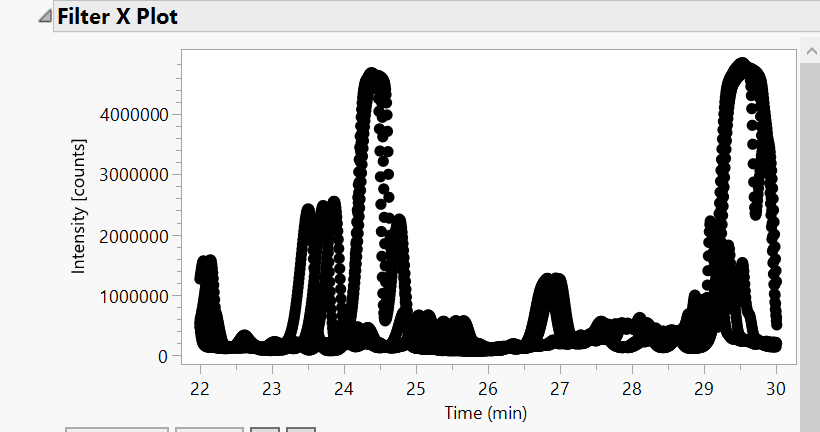 Filter X Plot
4000000
3000000
2000000
1000000
0
Intensity [counts]
22 23 24 25 26 27 28 29 30
Time (min)